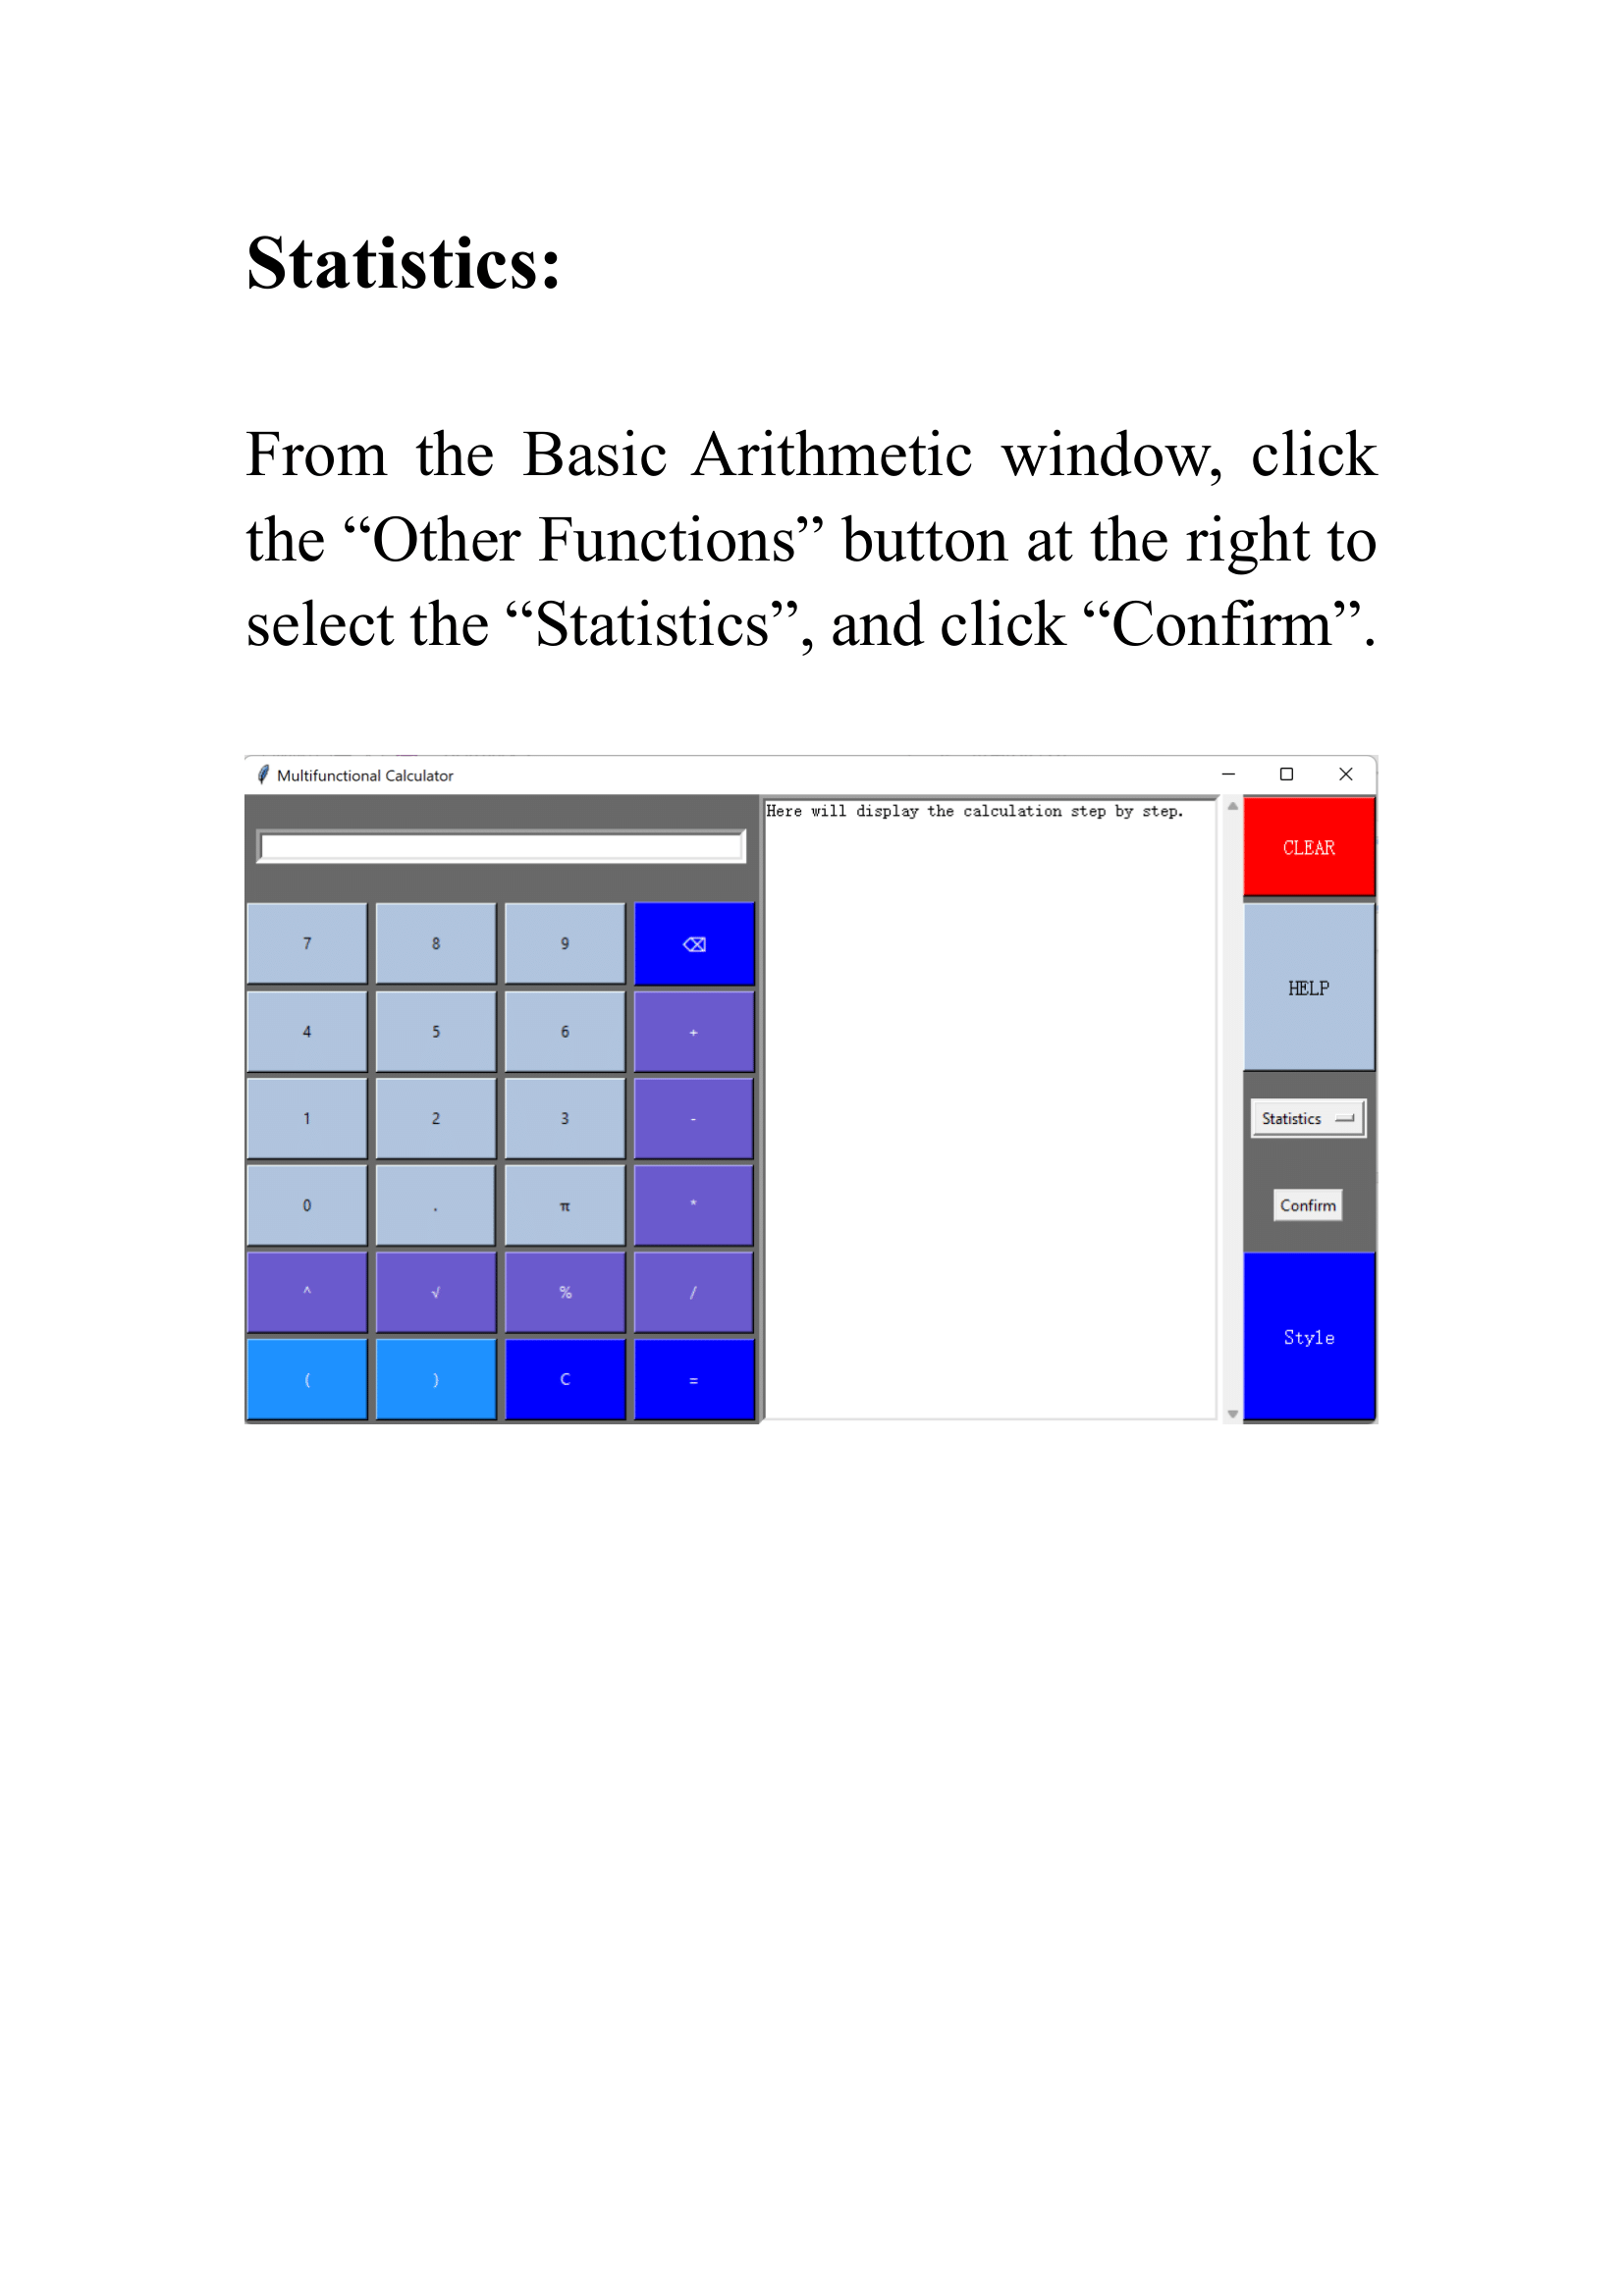 Statistics:
From the Basic Arithmetic window, click
the “Other Functions” button at the right to
select the “Statistics”, and click “Confirm”.
Multifunctional Calculator
Here will display the calculation step by step.
CLEAR
7 8 9 ⌫
HELP
4 5 6 +
1 2 3 -
Statistics
0 . π *
Confirm
^ √ % /
Style
( ) C =